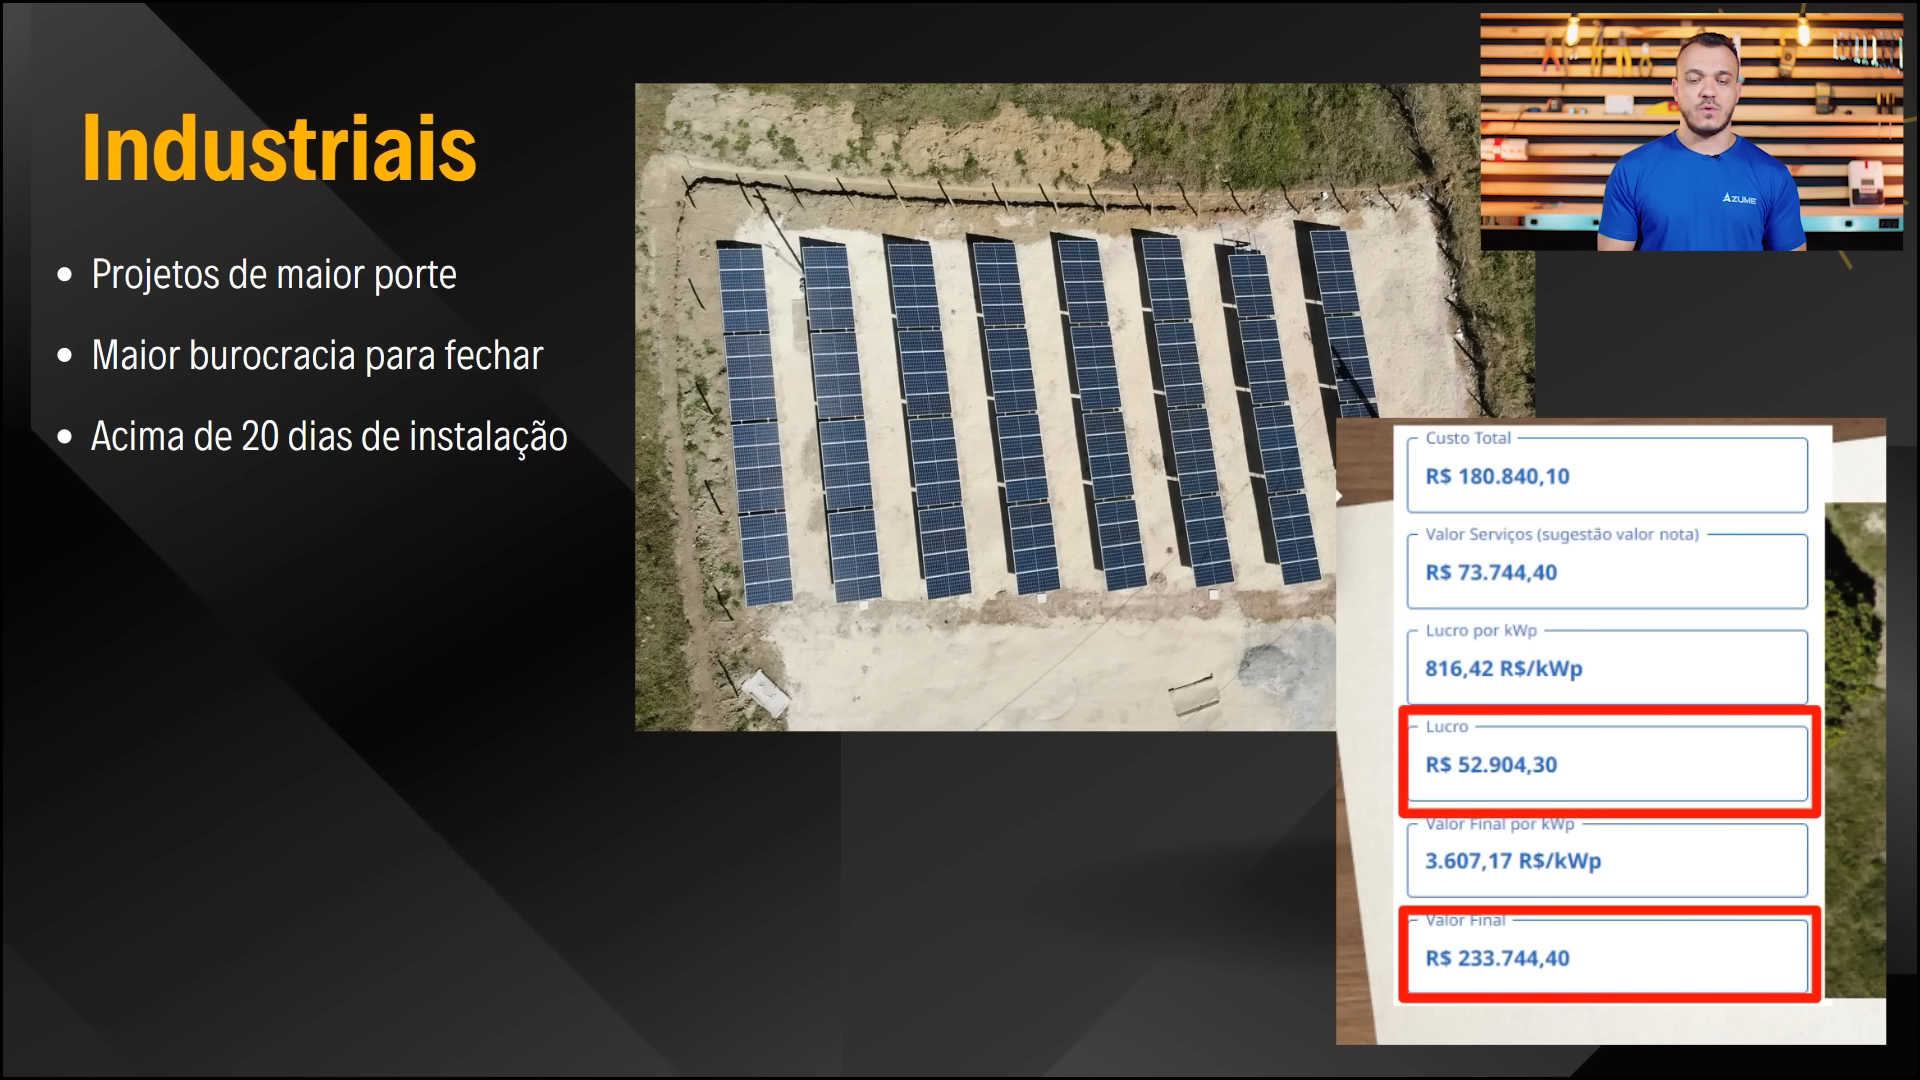 Industriais
• Projetos de maior porte
• Maior burocracia para fechar
• Acima de 20 dias de instalação
AZUME
Custo Total
R$ 180.840,10
Valor Serviços (sugestão valor nota)
R$ 73.744,40
Lucro por kWp
816,42 R$/kWp
Lucro
R$ 52.904,30
Valor Final por kWp
3.607,17 R$/kWp
Valor Final
R$ 233.744,40